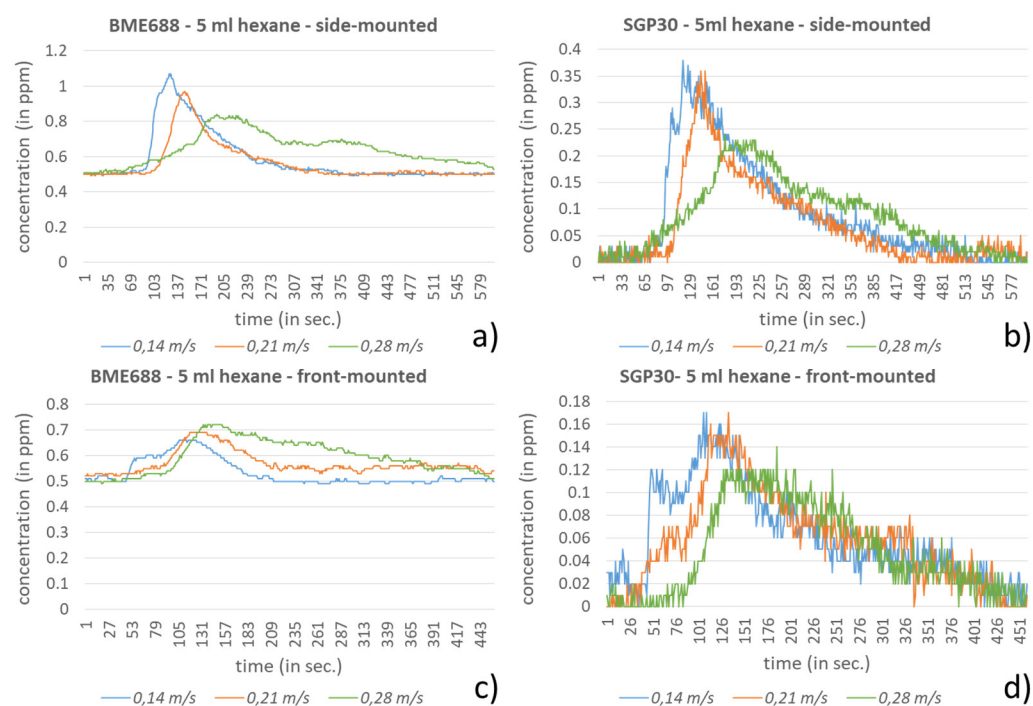 BME688 - 5 ml hexane - side-mounted
concentration (in ppm)
1.2
1
0.8
0.6
0.4
0.2
0
1 35 69 103 137 171 205 239 273 307 341 375 409 443 477 511 545 579
time (in sec.)
0,14 m/s 0,21 m/s 0,28 m/s
a)
SGP30 - 5ml hexane - side-mounted
concentration (in ppm)
0.4
0.35
0.3
0.25
0.2
0.15
0.1
0.05
0
1 33 65 97 129 161 193 225 257 289 321 353 385 417 449 481 513 545 577
time (in sec.)
0,14 m/s 0,21 m/s 0,28 m/s
b)
BME688 - 5 ml hexane - front-mounted
concentration (in ppm)
0.8
0.7
0.6
0.5
0.4
0.3
0.2
0.1
0
1 27 53 79 105 131 157 183 209 235 261 287 313 339 365 391 417 443
time (in sec.)
0,14 m/s 0,21 m/s 0,28 m/s
c)
SGP30- 5 ml hexane - front-mounted
concentration (in ppm)
0.18
0.16
0.14
0.12
0.1
0.08
0.06
0.04
0.02
0
1 26 51 76 101 126 151 176 201 226 251 276 301 326 351 376 401 426 451
time (in sec.)
0,14 m/s 0,21 m/s 0,28 m/s
d)